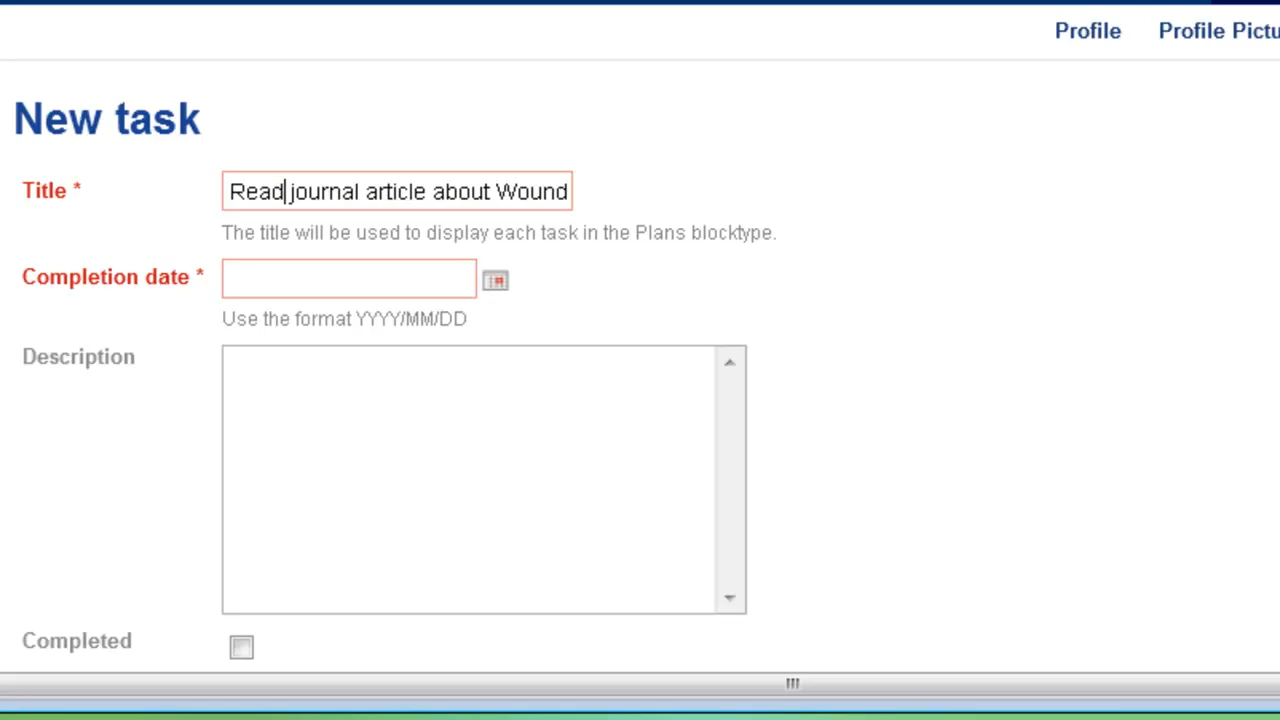 Profile Profile Pictu
New task
Title *
Read journal article about Wound
The title will be used to display each task in the Plans blocktype.
Completion date *
Use the format YYYY/MM/DD
Description
Completed